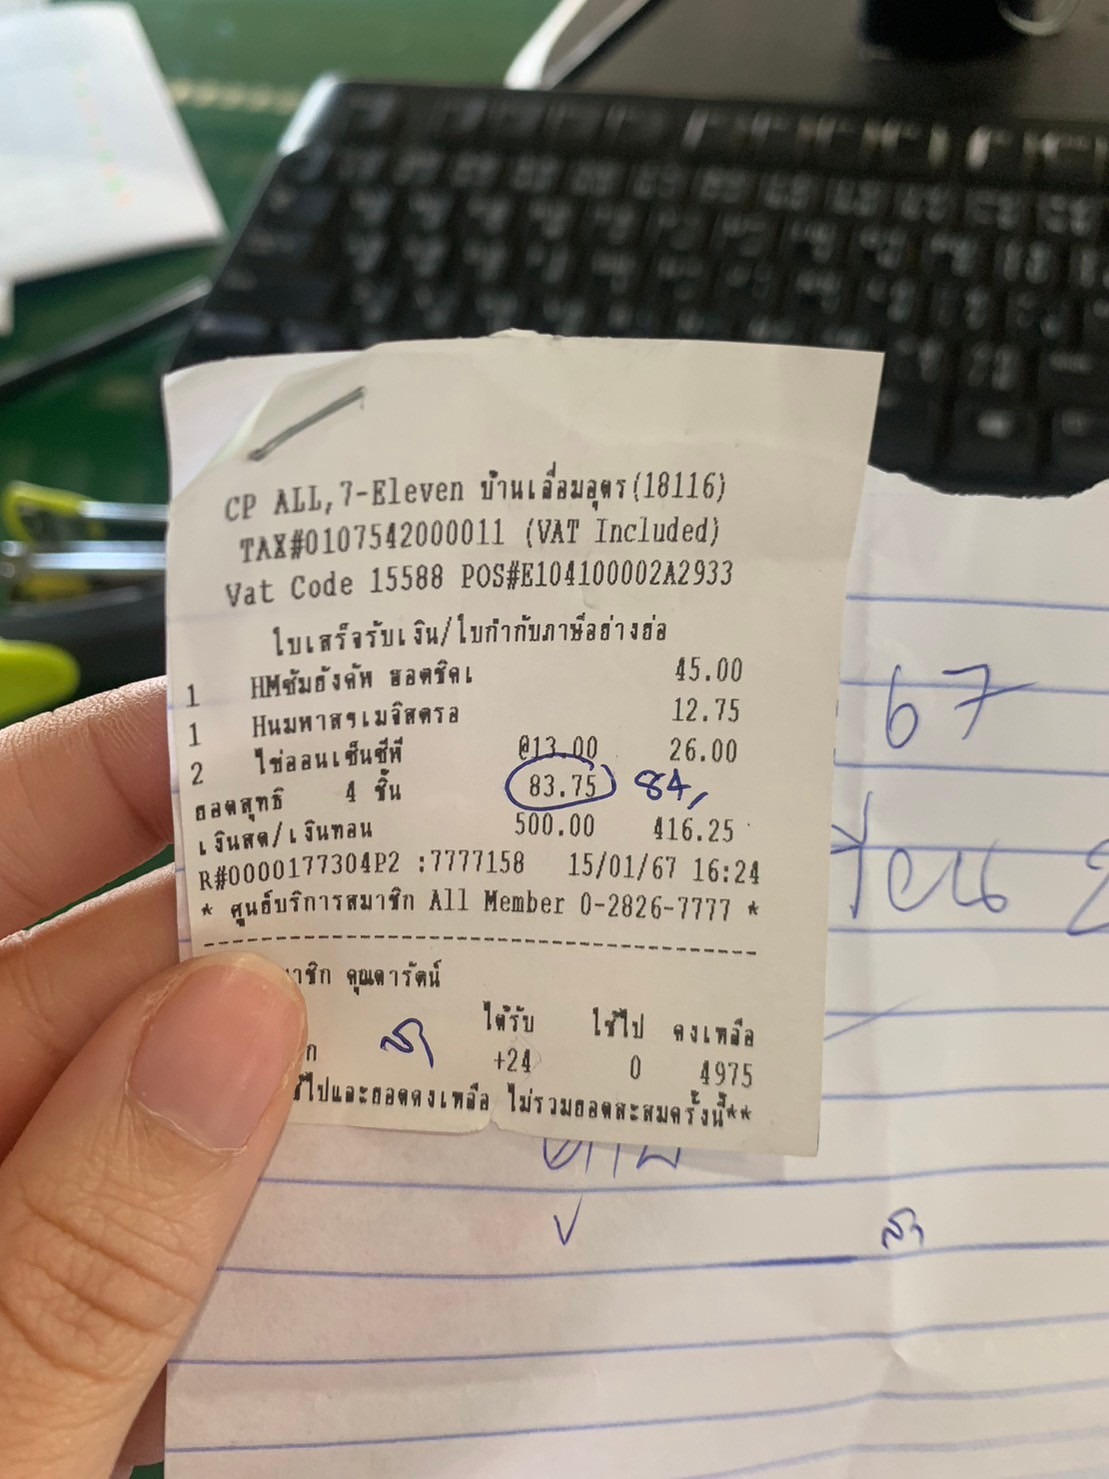 CP ALL,7-Eleven บ้านเลื่อมอุดร(18116)
TAX#0107542000011 (VAT Included)
Vat Code 15588 POS#E104100002A2933
ใบเสร็จรับเงิน/ใบกำกับภาษีอย่างย่อ
1 HMซัมยังคัพ ฮอตชิคเ 45.00
1 Hนมหาสฯเมจิสตรอ 12.75
2 ไข่ออนเซ็นซีพี @13.00 26.00
ยอดสุทธิ 4 ชิ้น 83.75 84,
เงินสด/เงินทอน 500.00 416.25
R#0000177304P2 :7777158 15/01/67 16:24
* ศูนย์บริการสมาชิก All Member 0-2826-7777 *
าชิก คุณดารัตน์
ได้รับ ใช้ไป คงเหลือ
ก +24 0 4975
ช้ไปและยอดคงเหลือ ไม่รวมยอดสะสมครั้งนี้**
67